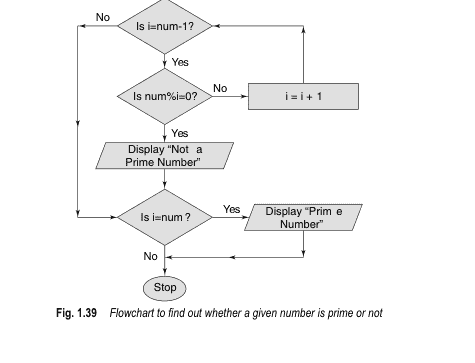 No
Is i=num-1?
Yes
Is num%i=0?
No
i = i + 1
Yes
Display “Not a
Prime Number”
Is i=num ?
Yes
Display “Prim e
Number”
No
Stop
Fig. 1.39 Flowchart to find out whether a given number is prime or not